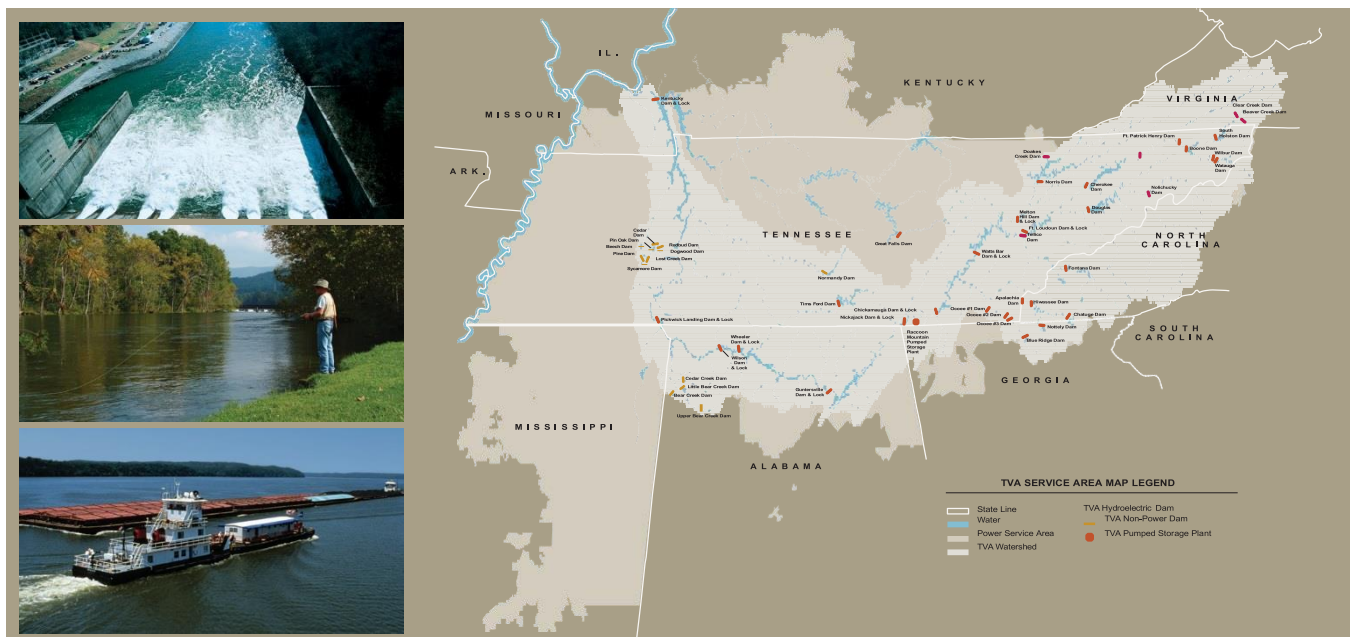 IL.
KENTUCKY
MISSOURI
ARK.
VIRGINIA
TENNESSEE
NORTH
CAROLINA
SOUTH
CAROLINA
GEORGIA
MISSISSIPPI
ALABAMA
Kentucky
Dam & Lock
Clear Creek Dam
Beaver Creek Dam
Ft. Patrick Henry Dam
South
Holston Dam
Boone Dam
Wilbur Dam
Watauga
Dam
Doakes
Creek Dam
Norris Dam
Cherokee
Dam
Nolichucky
Dam
Douglas
Dam
Melton
Hill Dam
& Lock
Ft. Loudoun Dam & Lock
Tellico
Dam
Great Falls Dam
Watts Bar
Dam & Lock
Fontana Dam
Cedar
Dam
Pin Oak Dam
Beech Dam
Pine Dam
Redbud Dam
Dogwood Dam
Lost Creek Dam
Sycamore Dam
Normandy Dam
Tims Ford Dam
Chickamauga Dam & Lock
Nickajack Dam & Lock
Raccoon
Mountain
Pumped
Storage
Plant
Apalachia
Dam
Hiwassee Dam
Ocoee #1 Dam
Ocoee #2 Dam
Ocoee #3 Dam
Chatuge Dam
Nottely Dam
Blue Ridge Dam
Pickwick Landing Dam & Lock
Wheeler
Dam & Lock
Wilson
Dam
& Lock
Cedar Creek Dam
Little Bear Creek Dam
Bear Creek Dam
Upper Bear Creek Dam
Guntersville
Dam & Lock
TVA SERVICE AREA MAP LEGEND
State Line
Water
Power Service Area
TVA Watershed
TVA Hydroelectric Dam
TVA Non-Power Dam
TVA Pumped Storage Plant